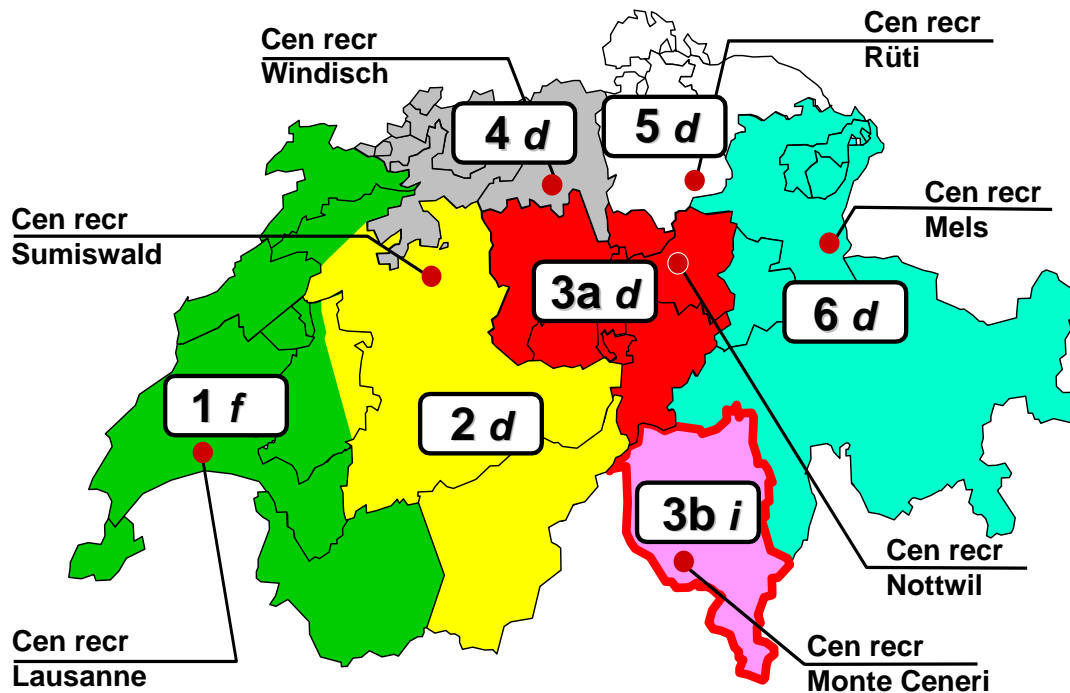 Cen recr
Windisch
Cen recr
Rüti
4 d
5 d
Cen recr
Mels
Cen recr
Sumiswald
3a d
6 d
1 f
2 d
3b i
Cen recr
Nottwil
Cen recr
Lausanne
Cen recr
Monte Ceneri